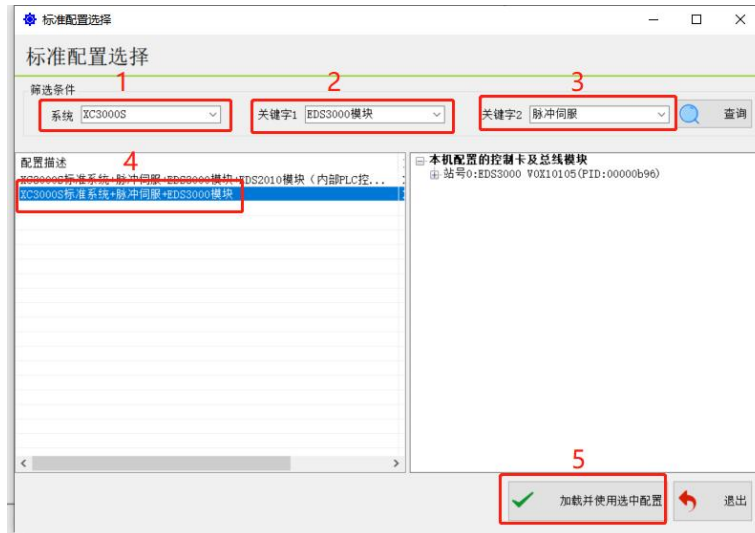 标准配置选择
标准配置选择
1 2 3
筛选条件
系统 XC3000S 关键字1 EDS3000模块 关键字2 脉冲伺服 查询
4
配置描述
XC3000S标准系统+脉冲伺服+EDS3000模块+EDS2010模块（内部PLC控...
XC3000S标准系统+脉冲伺服+EDS3000模块
本机配置的控制卡及总线模块
站号0:EDS3000 V0X10105(PID:00000b96)
5
加载并使用选中配置 退出